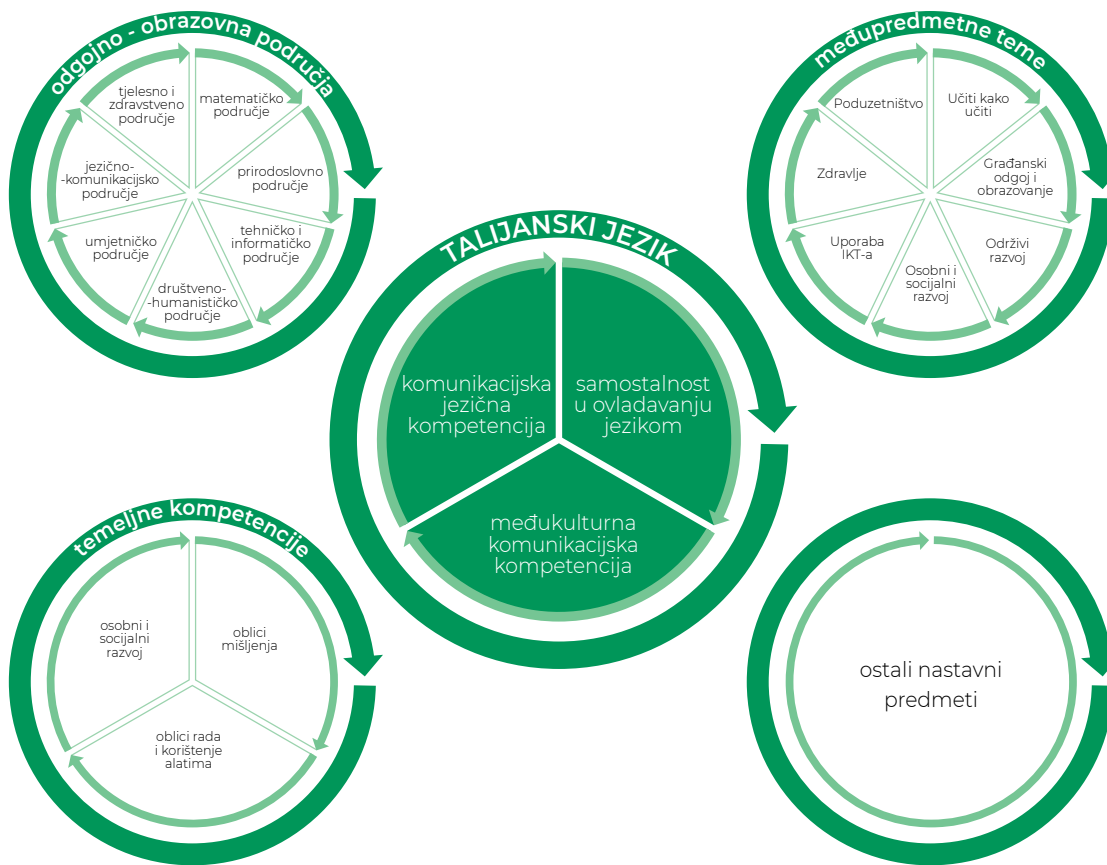 odgojno - obrazovna područja
tjelesno i
zdravstveno
područje
matematičko
područje
jezično-
-komunikacijsko
područje
prirodoslovno
područje
umjetničko
područje
tehničko i
informatičko
područje
društveno-
-humanističko
područje
međupredmetne teme
Poduzetništvo
Učiti kako
učiti
Zdravlje
Građanski
odgoj i
obrazovanje
Uporaba
IKT-a
Održivi
razvoj
Osobni i
socijalni
razvoj
TALIJANSKI JEZIK
komunikacijska
jezična
kompetencija
samostalnost
u ovladavanju
jezikom
međukulturna
komunikacijska
kompetencija
temeljne kompetencije
osobni i
socijalni
razvoj
oblici
mišljenja
oblici rada
i korištenje
alatima
ostali nastavni
predmeti